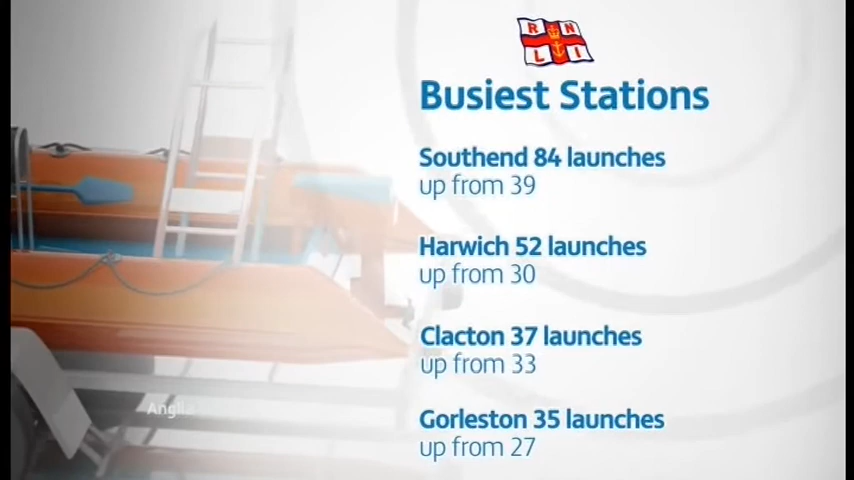 R N
L I
Busiest Stations
Southend 84 launches
up from 39
Harwich 52 launches
up from 30
Clacton 37 launches
up from 33
Gorleston 35 launches
up from 27
Anglia